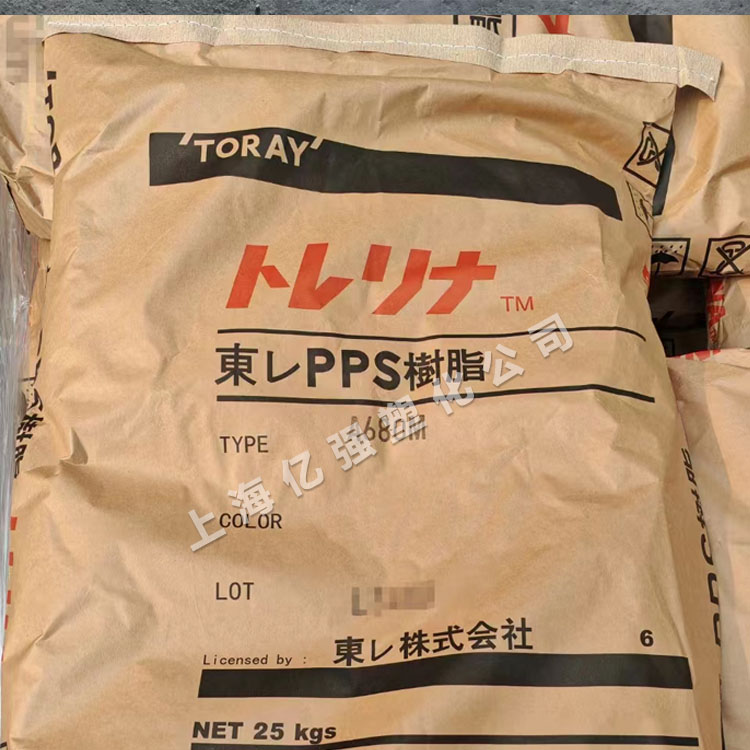 'TORAY'
トレリナ TM
東レPPS樹脂
TYPE A680M
COLOR
LOT
Licensed by : 東レ株式会社 6
NET 25 kgs
上海亿强塑化公司